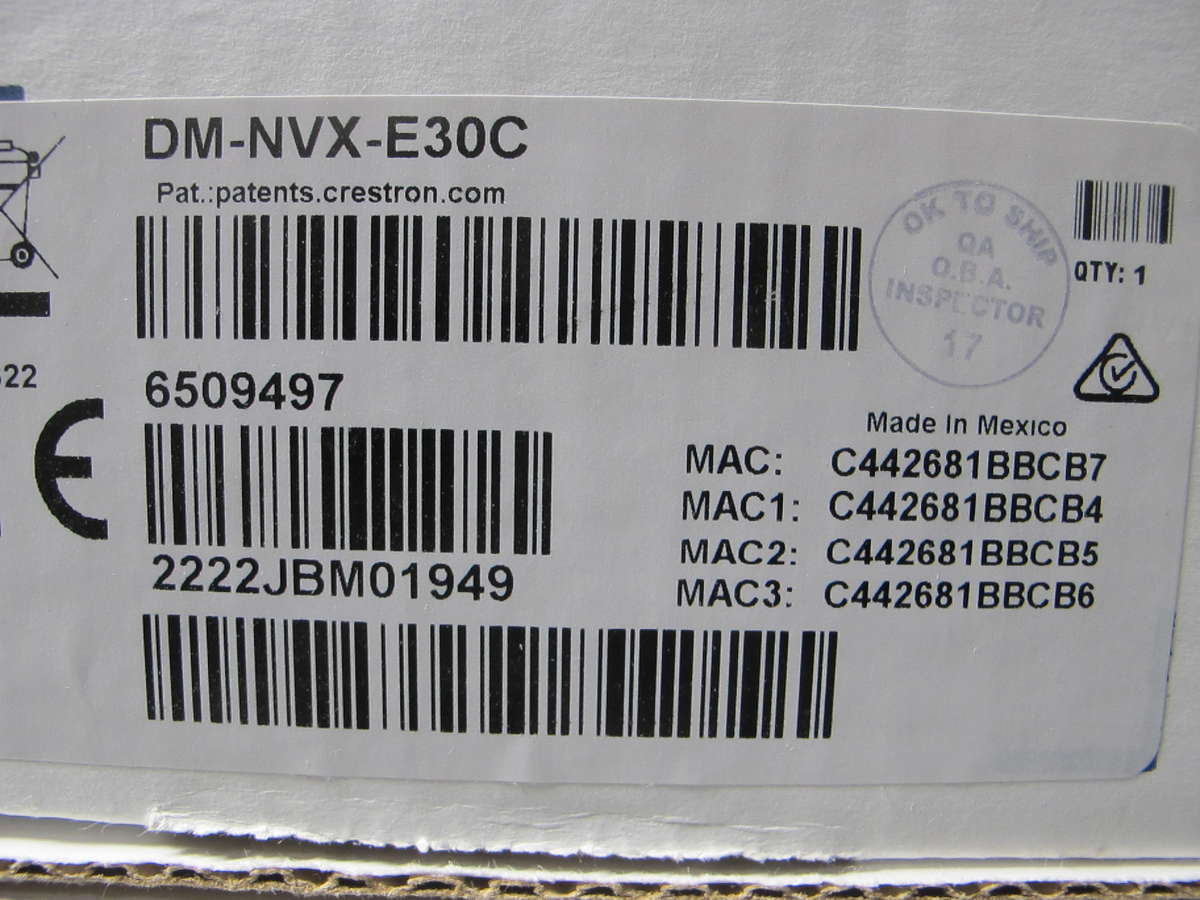 DM-NVX-E30C
Pat.:patents.crestron.com
OK TO SHIP
QA
O.B.A.
INSPECTOR
17
QTY: 1
22
6509497
Made In Mexico
MAC: C442681BBCB7
MAC1: C442681BBCB4
MAC2: C442681BBCB5
MAC3: C442681BBCB6
2222JBM01949
CE